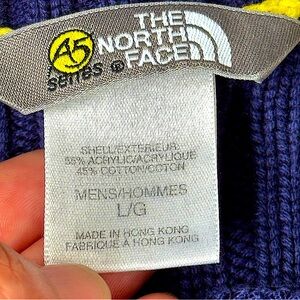 A5
SERIES ®
THE
NORTH
FACE
SHELL/EXTERIEUR:
55% ACRYLIC/ACRYLIQUE
45% COTTON/COTON
MENS/HOMMES
L/G
MADE IN HONG KONG
FABRIQUÉ À HONG KONG